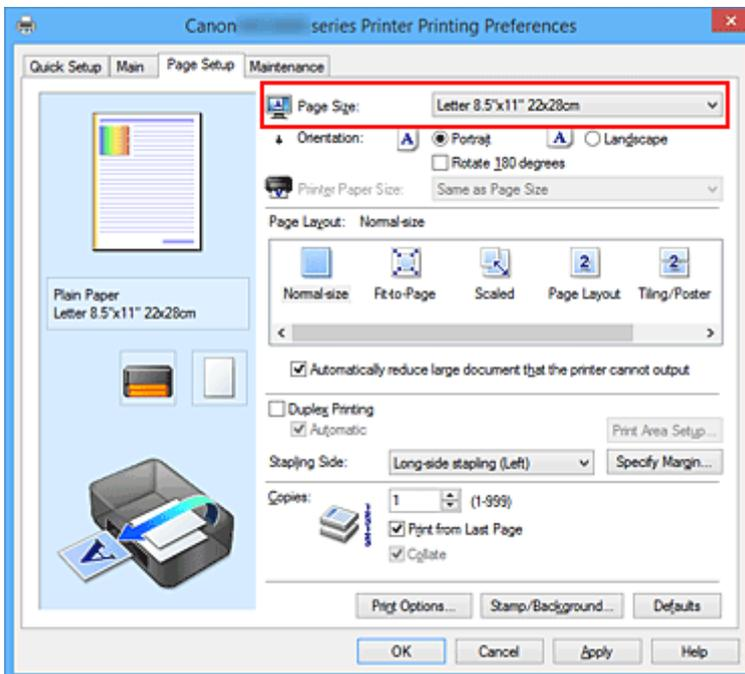 Canon series Printer Printing Preferences
Quick Setup Main Page Setup Maintenance
Page Size: Letter 8.5"x11" 22x28cm
Orientation: A Portrait A Landscape
Rotate 180 degrees
Printer Paper Size: Same as Page Size
Page Layout: Normal-size
Normal-size Fit-to-Page Scaled Page Layout Tiling/Poster
Plain Paper
Letter 8.5"x11" 22x28cm
Automatically reduce large document that the printer cannot output
Duplex Printing
Automatic
Print Area Setup...
Stapling Side: Long-side stapling (Left) Specify Margin...
Copies: 1 (1-999)
Print from Last Page
Collate
Print Options... Stamp/Background... Defaults
OK Cancel Apply Help